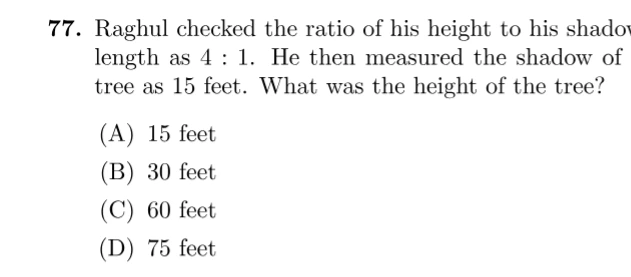 77. Raghul checked the ratio of his height to his shadow
length as 4 : 1. He then measured the shadow of
tree as 15 feet. What was the height of the tree?
(A) 15 feet
(B) 30 feet
(C) 60 feet
(D) 75 feet